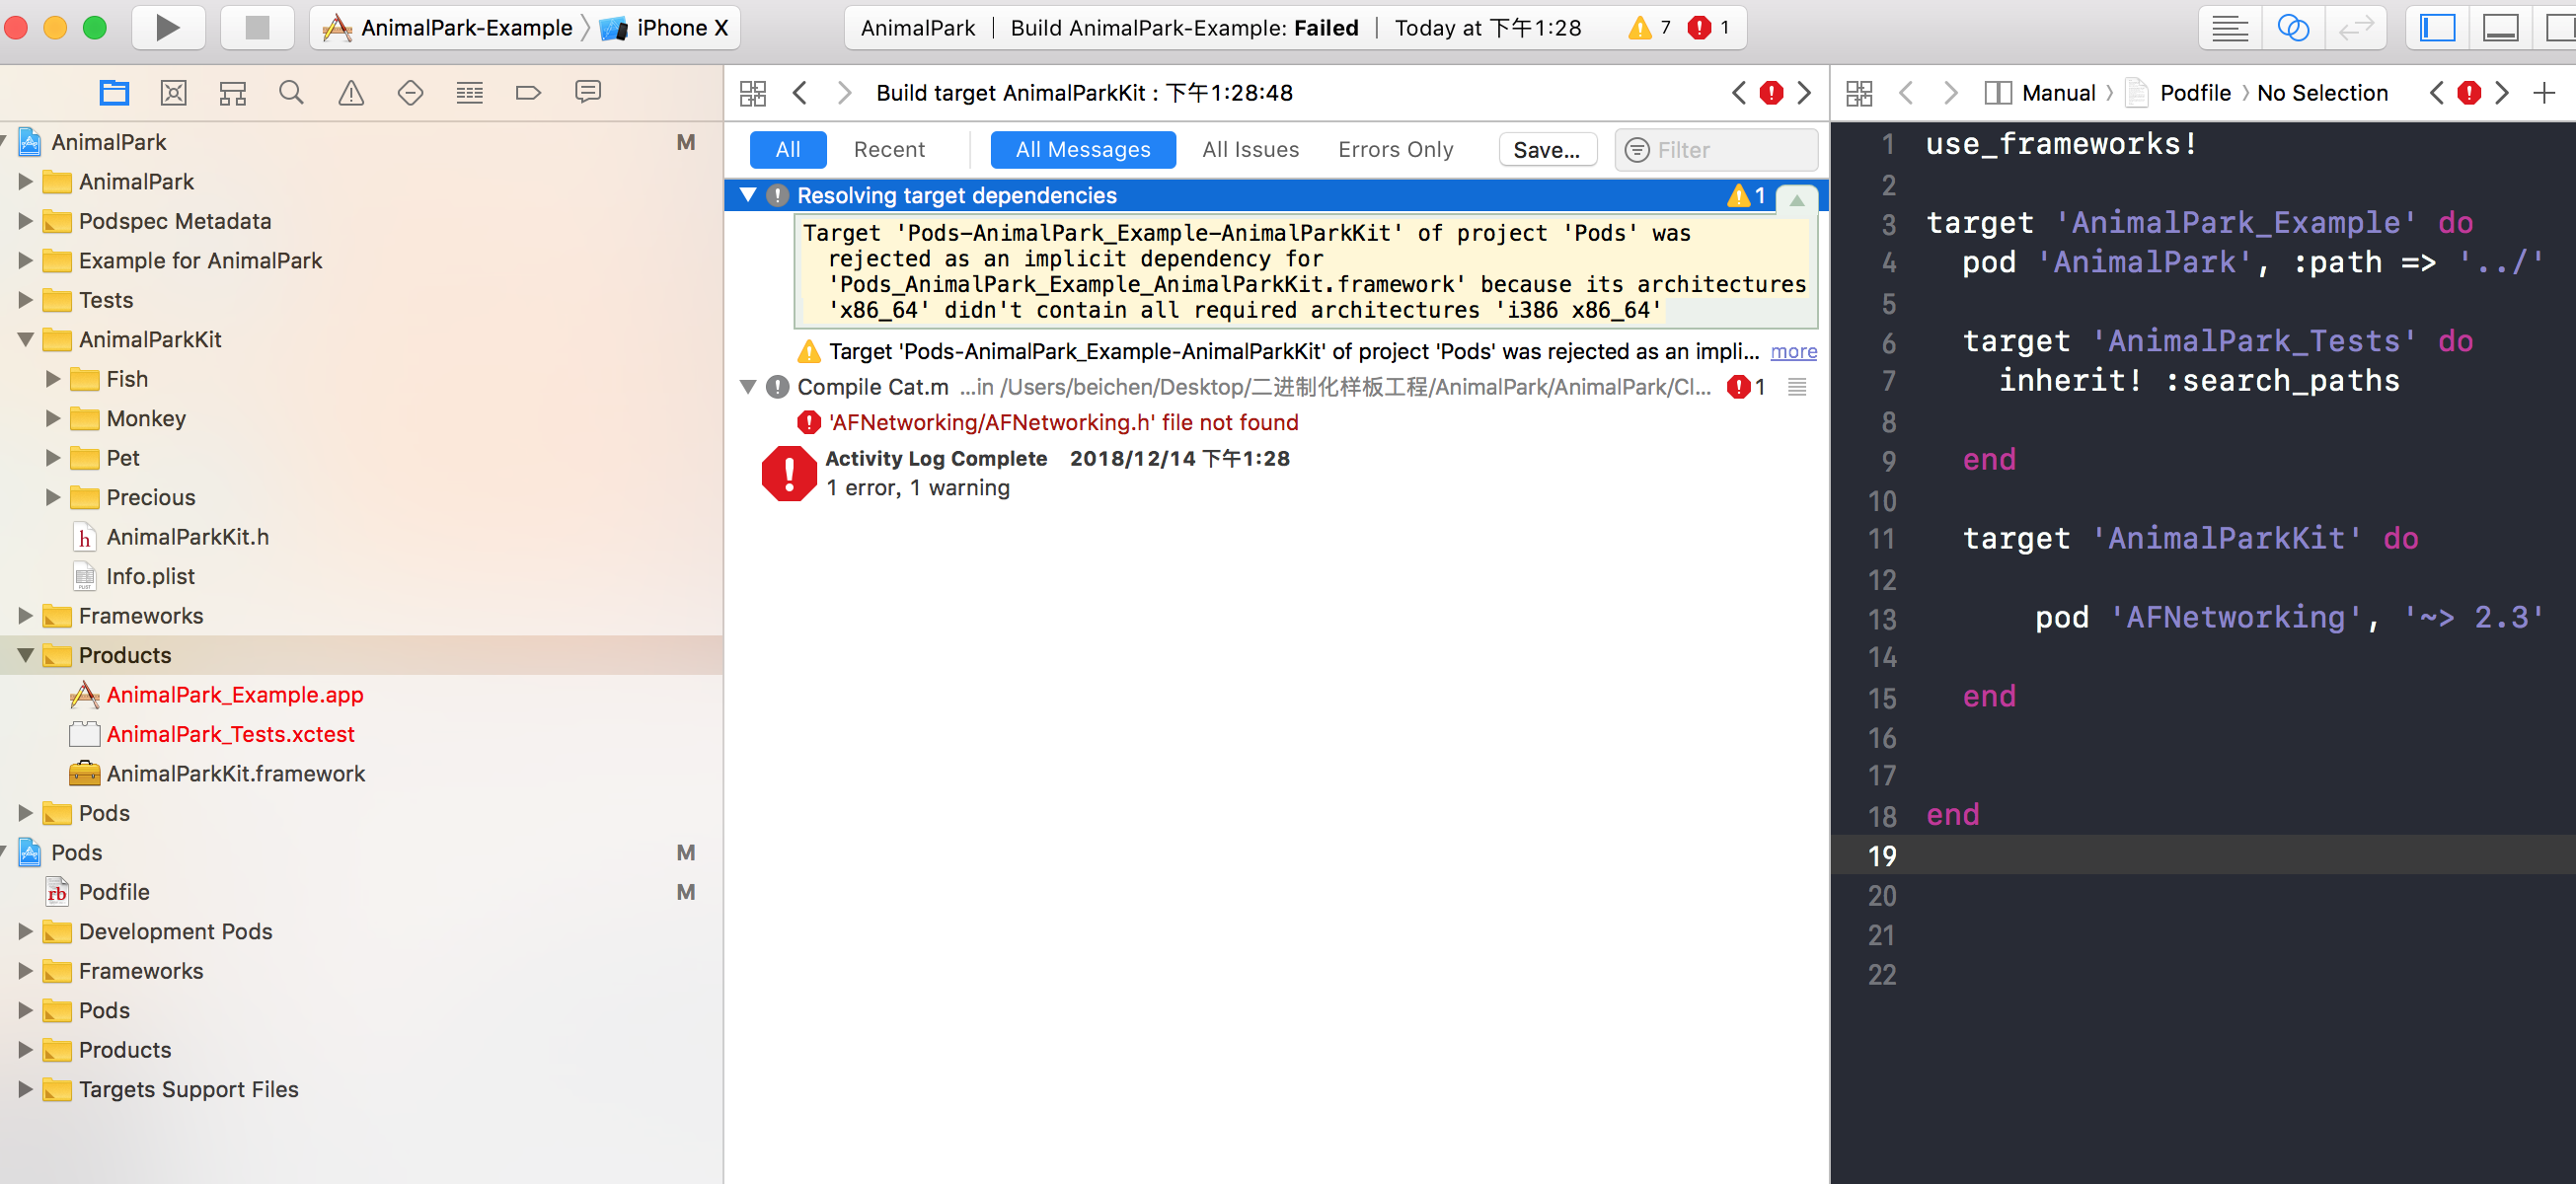 AnimalPark-Example 〉 iPhone X
AnimalPark | Build AnimalPark-Example: Failed | Today at 下午1:28 7 1
AnimalPark M
AnimalPark
Podspec Metadata
Example for AnimalPark
Tests
AnimalParkKit
Fish
Monkey
Pet
Precious
AnimalParkKit.h
Info.plist
Frameworks
Products
AnimalPark_Example.app
AnimalPark_Tests.xctest
AnimalParkKit.framework
Pods
Pods M
Podfile M
Development Pods
Frameworks
Pods
Products
Targets Support Files
Build target AnimalParkKit : 下午1:28:48
All Recent All Messages All Issues Errors Only Save... Filter
Resolving target dependencies 1
Target 'Pods-AnimalPark_Example-AnimalParkKit' of project 'Pods' was
rejected as an implicit dependency for
'Pods_AnimalPark_Example_AnimalParkKit.framework' because its architectures
'x86_64' didn't contain all required architectures 'i386 x86_64'
Target 'Pods-AnimalPark_Example-AnimalParkKit' of project 'Pods' was rejected as an impli... more
Compile Cat.m ...in /Users/beichen/Desktop/二进制化样板工程/AnimalPark/AnimalPark/Cl... 1
'AFNetworking/AFNetworking.h' file not found
Activity Log Complete 2018/12/14 下午1:28
1 error, 1 warning
Manual 〉 Podfile 〉 No Selection
1 use_frameworks!
2
3 target 'AnimalPark_Example' do
4 pod 'AnimalPark', :path => '../'
5
6 target 'AnimalPark_Tests' do
7 inherit! :search_paths
8
9 end
10
11 target 'AnimalParkKit' do
12
13 pod 'AFNetworking', '~> 2.3'
14
15 end
16
17
18 end
19
20
21
22